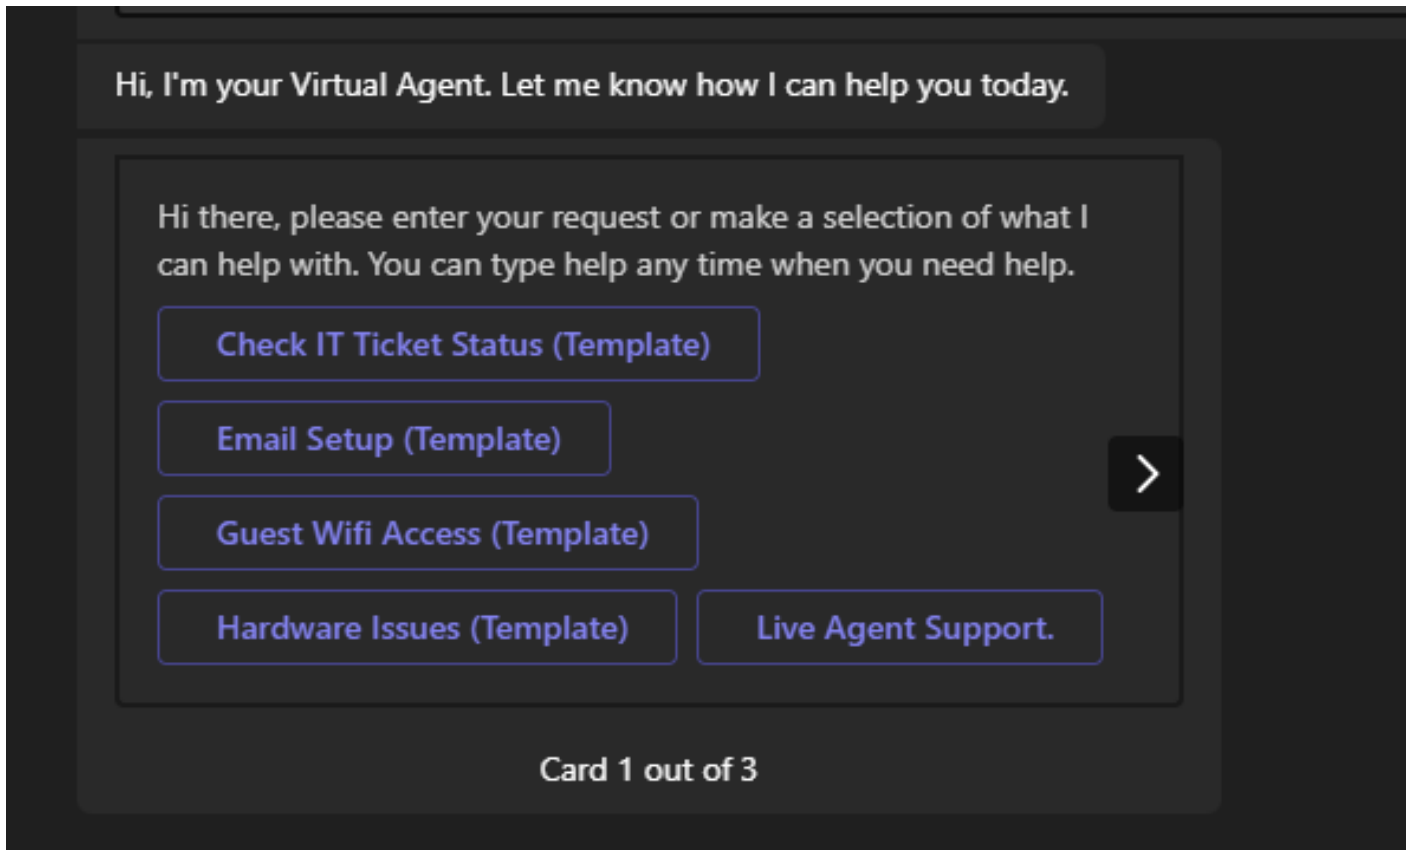 Hi, I'm your Virtual Agent. Let me know how I can help you today.
Hi there, please enter your request or make a selection of what I
can help with. You can type help any time when you need help.
Check IT Ticket Status (Template)
Email Setup (Template)
Guest Wifi Access (Template)
Hardware Issues (Template)
Live Agent Support.
Card 1 out of 3